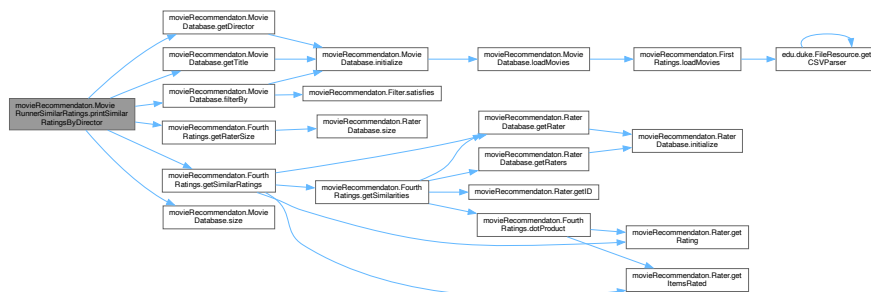 movieRecommendaton.Movie
RunnerSimilarRatings.printSimilar
RatingsByDirector
movieRecommendaton.Movie
Database.getDirector
movieRecommendaton.Movie
Database.getTitle
movieRecommendaton.Movie
Database.filterBy
movieRecommendaton.Fourth
Ratings.getRaterSize
movieRecommendaton.Fourth
Ratings.getSimilarRatings
movieRecommendaton.Movie
Database.size
movieRecommendaton.Movie
Database.initialize
movieRecommendaton.Filter.satisfies
movieRecommendaton.Rater
Database.size
movieRecommendaton.Fourth
Ratings.getSimilarities
movieRecommendaton.Movie
Database.loadMovies
movieRecommendaton.Rater
Database.getRater
movieRecommendaton.Rater
Database.getRaters
movieRecommendaton.Rater.getID
movieRecommendaton.Fourth
Ratings.dotProduct
movieRecommendaton.First
Ratings.loadMovies
movieRecommendaton.Rater
Database.initialize
movieRecommendaton.Rater.get
Rating
movieRecommendaton.Rater.get
ItemsRated
edu.duke.FileResource.get
CSVParser